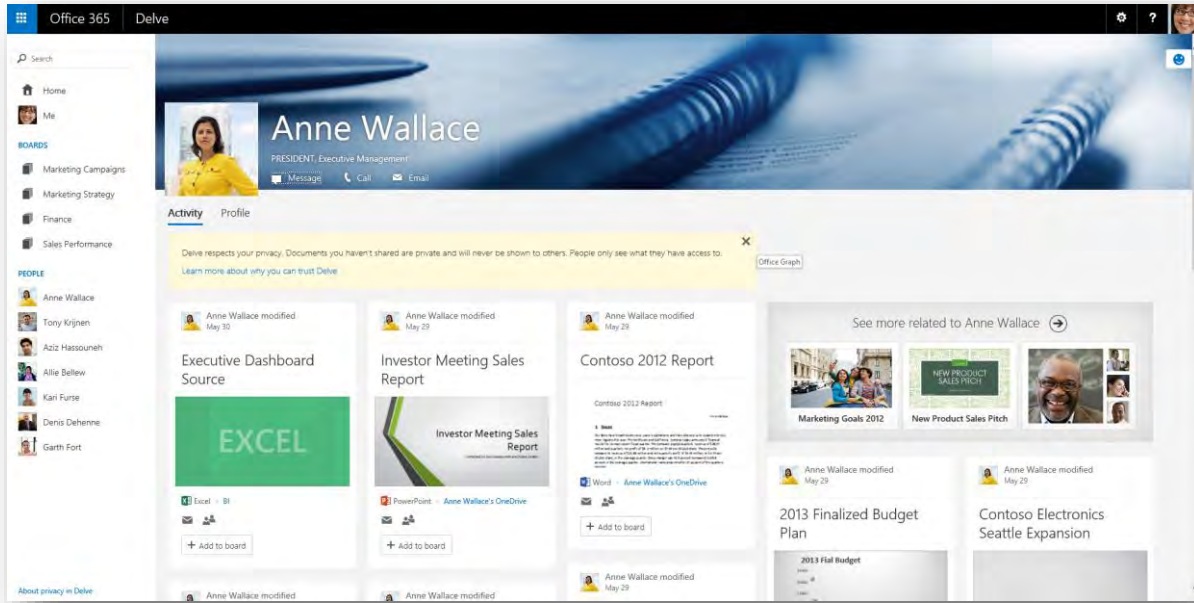 Office 365
Delve
?
Search
Home
Me
BOARDS
Marketing Campaigns
Marketing Strategy
Finance
Sales Performance
PEOPLE
Anne Wallace
Tony Krijnen
Aziz Hassouneh
Allie Bellew
Kari Furse
Denis Dehenne
Garth Fort
About privacy in Delve
Anne Wallace
PRESIDENT, Executive Management
Message
Call
Email
Activity
Profile
Delve respects your privacy. Documents you haven't shared are private and will never be shown to others. People only see what they have access to.
Learn more about why you can trust Delve
Office Graph
Anne Wallace modified
May 30
Executive Dashboard
Source
EXCEL
Excel · BI
+ Add to board
Anne Wallace modified
Anne Wallace modified
May 29
Investor Meeting Sales
Report
Investor Meeting Sales
Report
PowerPoint · Anne Wallace's OneDrive
+ Add to board
Anne Wallace modified
Anne Wallace modified
May 29
Contoso 2012 Report
Contoso 2012 Report
Word · Anne Wallace's OneDrive
+ Add to board
Anne Wallace modified
May 29
See more related to Anne Wallace
Marketing Goals 2012
NEW PRODUCT
SALES PITCH
New Product Sales Pitch
Anne Wallace modified
May 29
2013 Finalized Budget
Plan
2013 Fial Budget
Anne Wallace modified
May 29
Contoso Electronics
Seattle Expansion